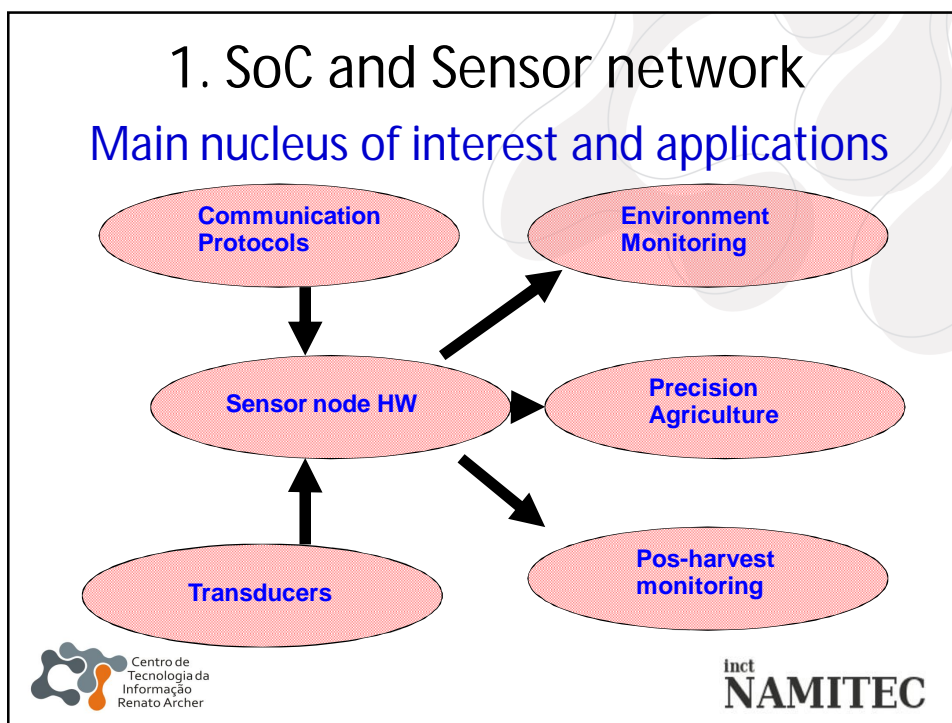 1. SoC and Sensor network
Main nucleus of interest and applications
Communication
Protocols
Environment
Monitoring
Sensor node HW
Precision
Agriculture
Transducers
Pos-harvest
monitoring
Centro de
Tecnologia da
Informação
Renato Archer
inct
NAMITEC